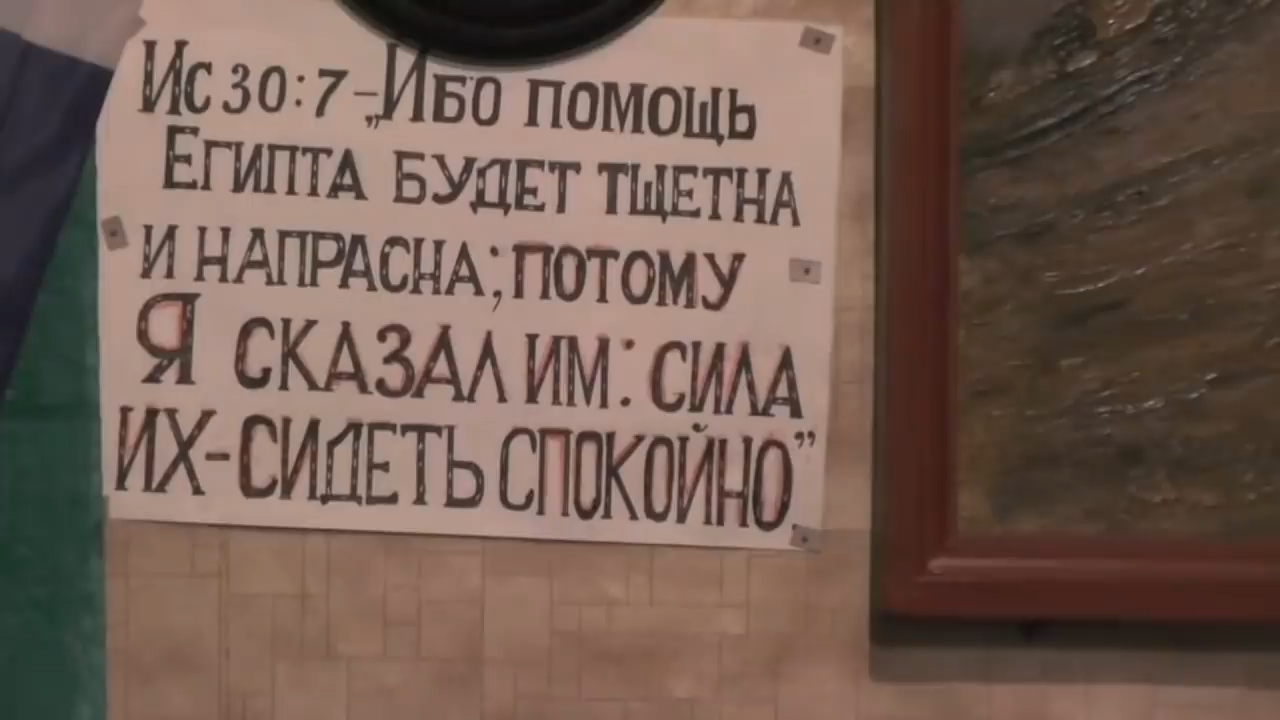 Ис 30:7-„Ибо помощь
Египта будет тщетна
и напрасна; потому
Я сказал им: сила
их-сидеть спокойно”